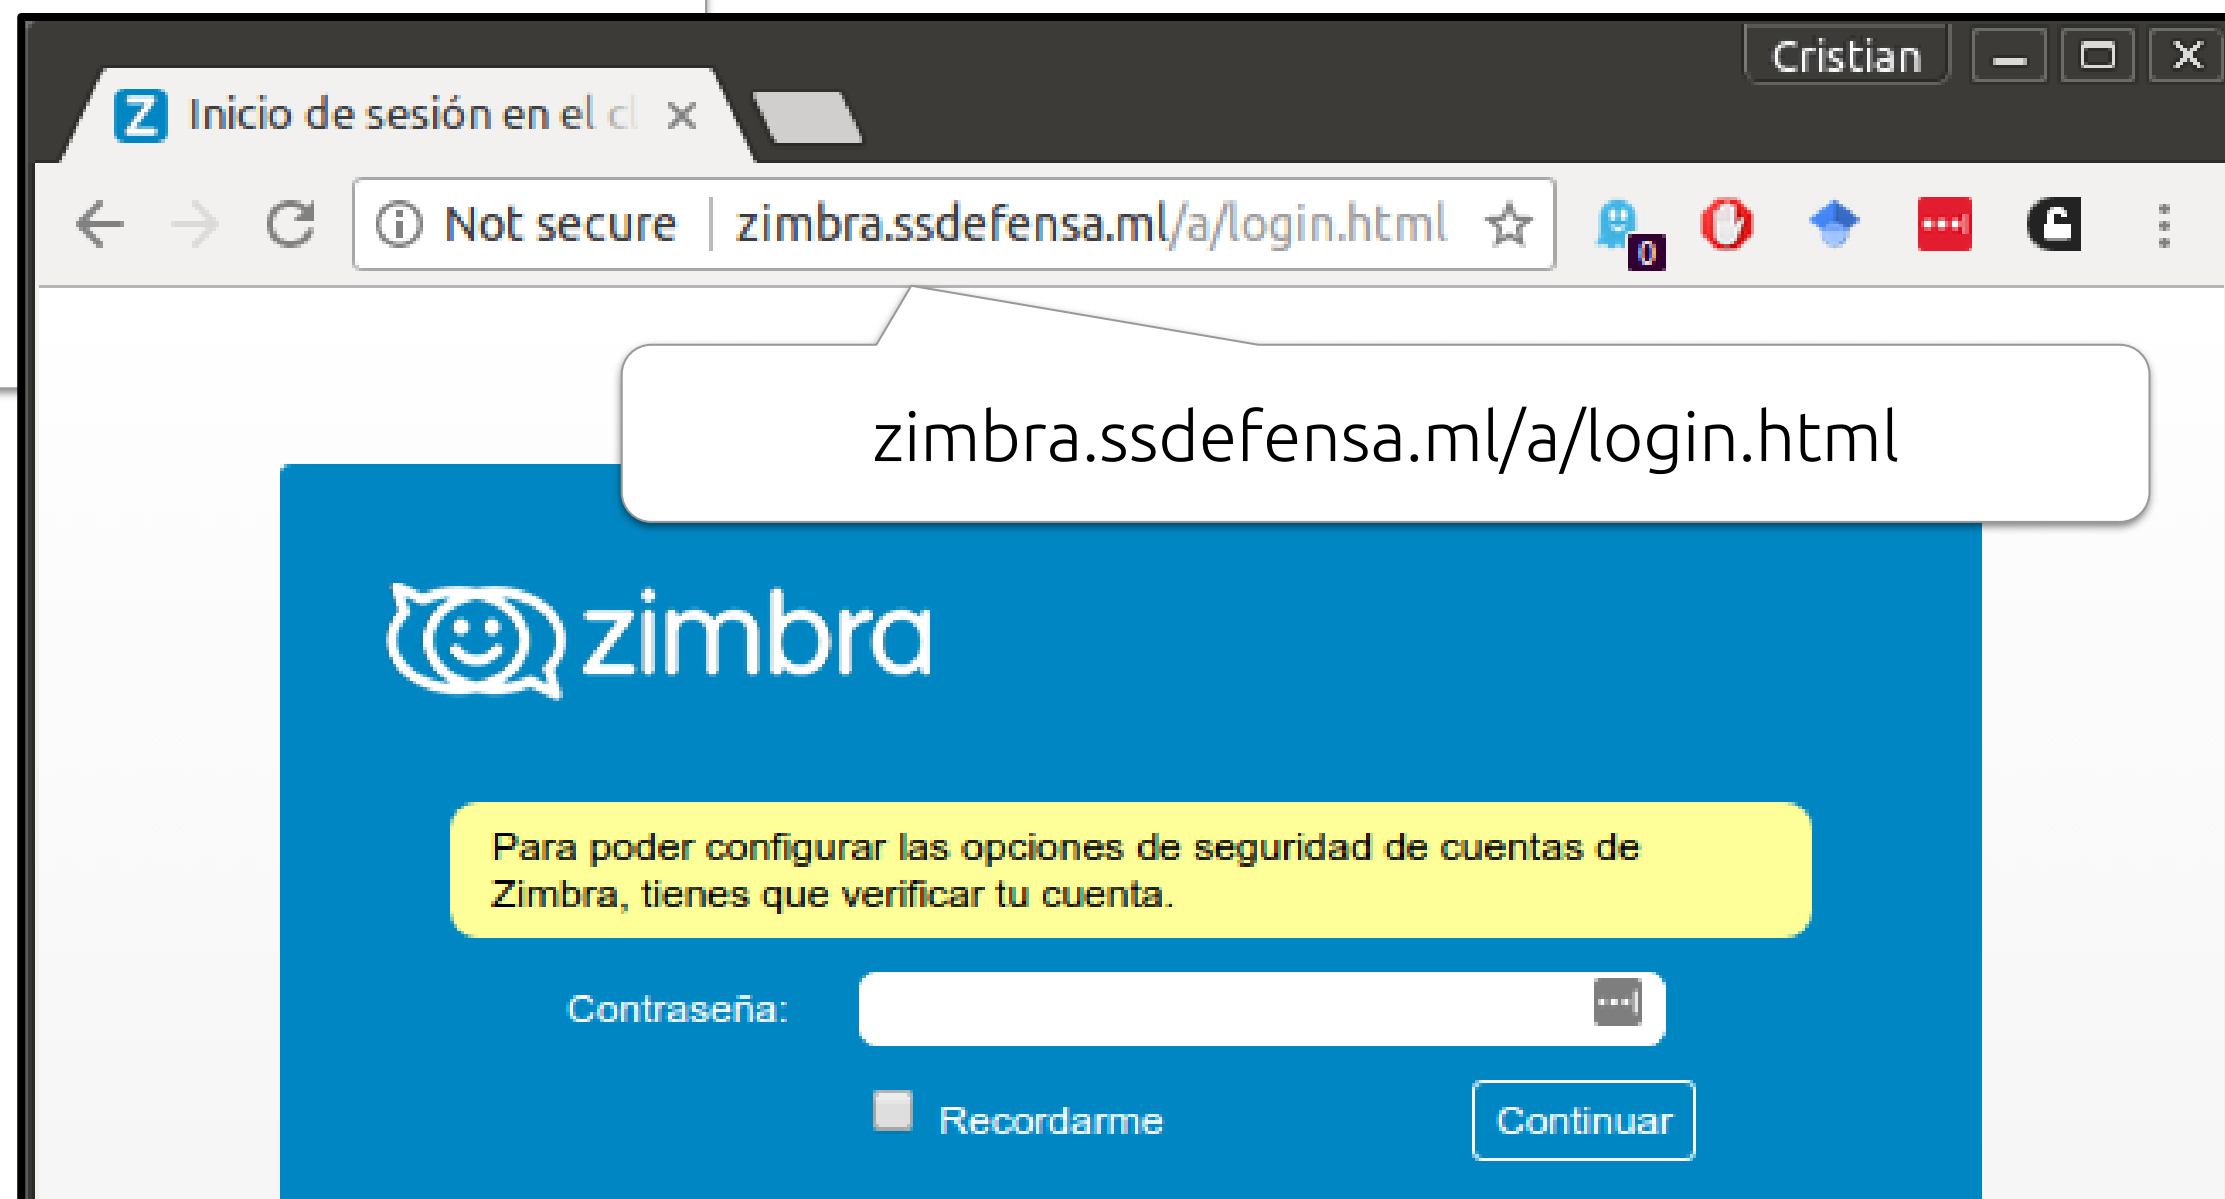 Cristian
Inicio de sesión en el cl
Not secure | zimbra.ssdefensa.ml/a/login.html
0
zimbra.ssdefensa.ml/a/login.html
zimbra
Para poder configurar las opciones de seguridad de cuentas de
Zimbra, tienes que verificar tu cuenta.
Contraseña:
Recordarme
Continuar